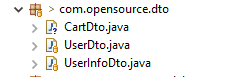 > com.opensource.dto
> CartDto.java
> UserDto.java
> UserInfoDto.java